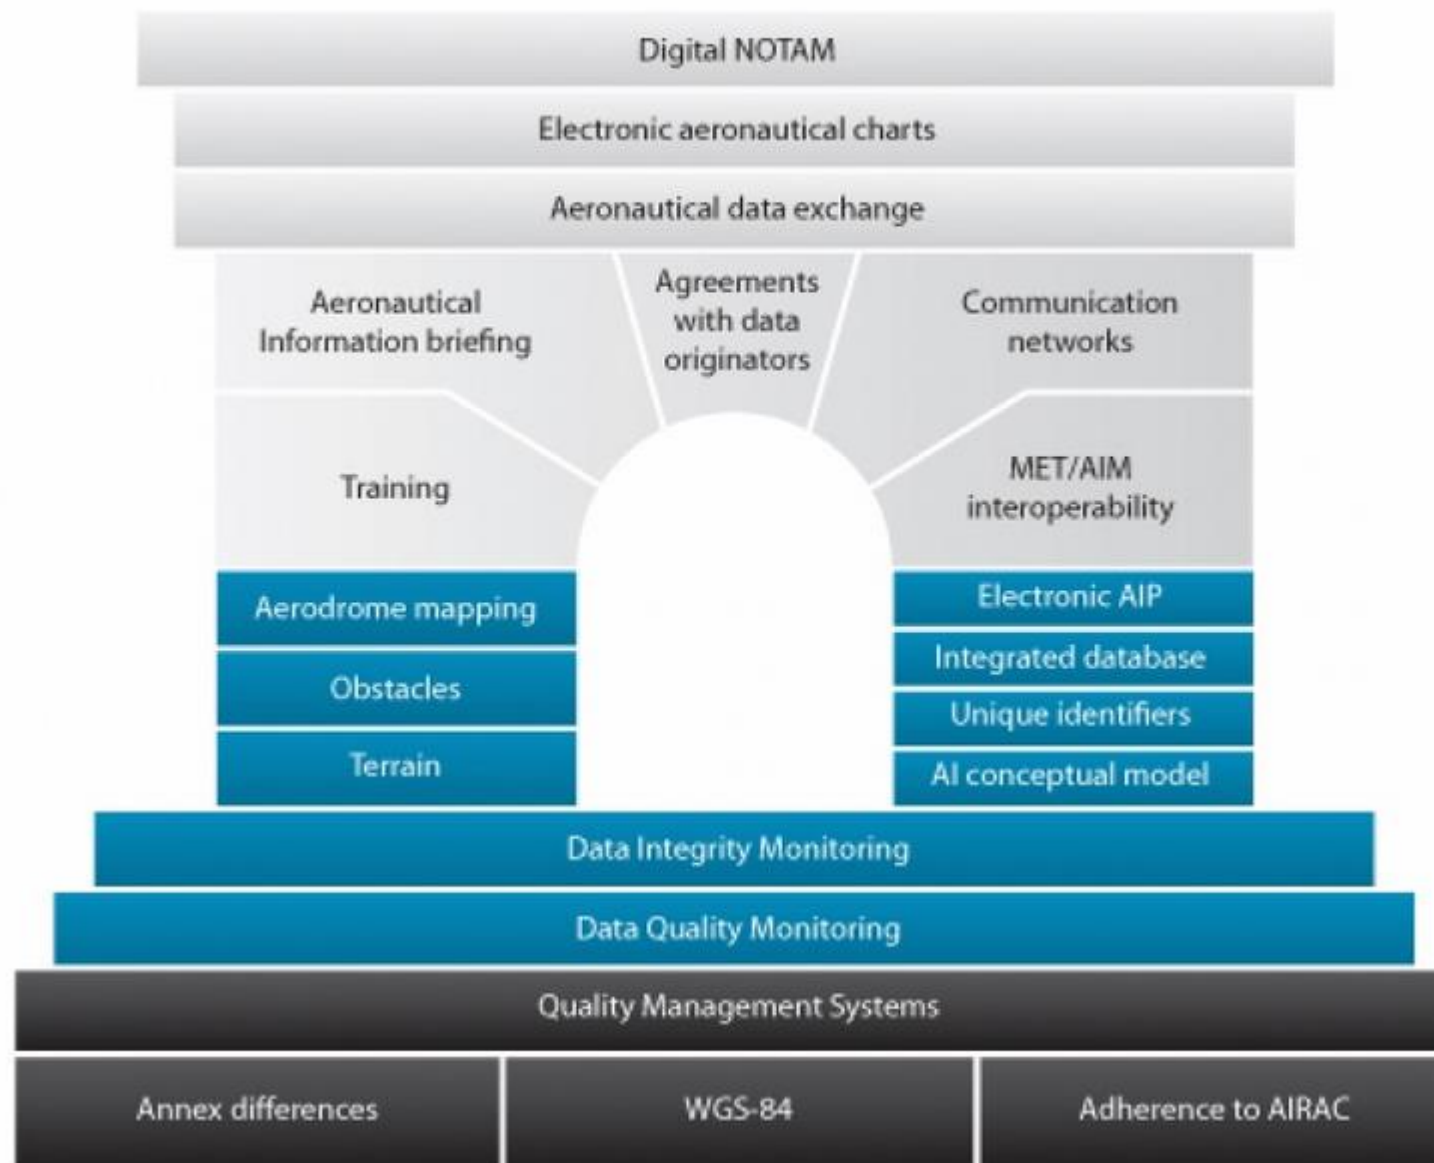 Digital NOTAM
Electronic aeronautical charts
Aeronautical data exchange
Aeronautical
Information briefing
Agreements
with data
originators
Communication
networks
Training
MET/AIM
interoperability
Aerodrome mapping
Obstacles
Terrain
Electronic AIP
Integrated database
Unique identifiers
AI conceptual model
Data Integrity Monitoring
Data Quality Monitoring
Quality Management Systems
Annex differences
WGS-84
Adherence to AIRAC